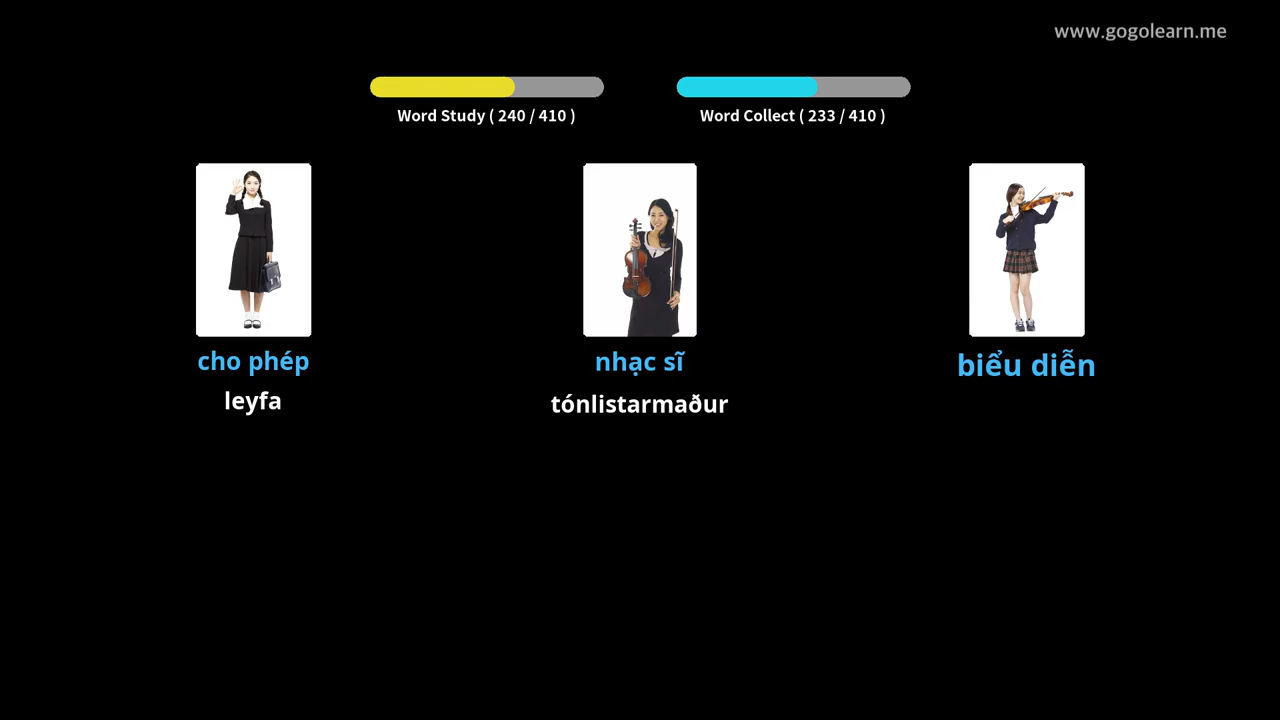 www.gogolearn.me
Word Study ( 240 / 410 )
Word Collect ( 233 / 410 )
cho phép
nhạc sĩ
biểu diễn
leyfa
tónlistarmaður